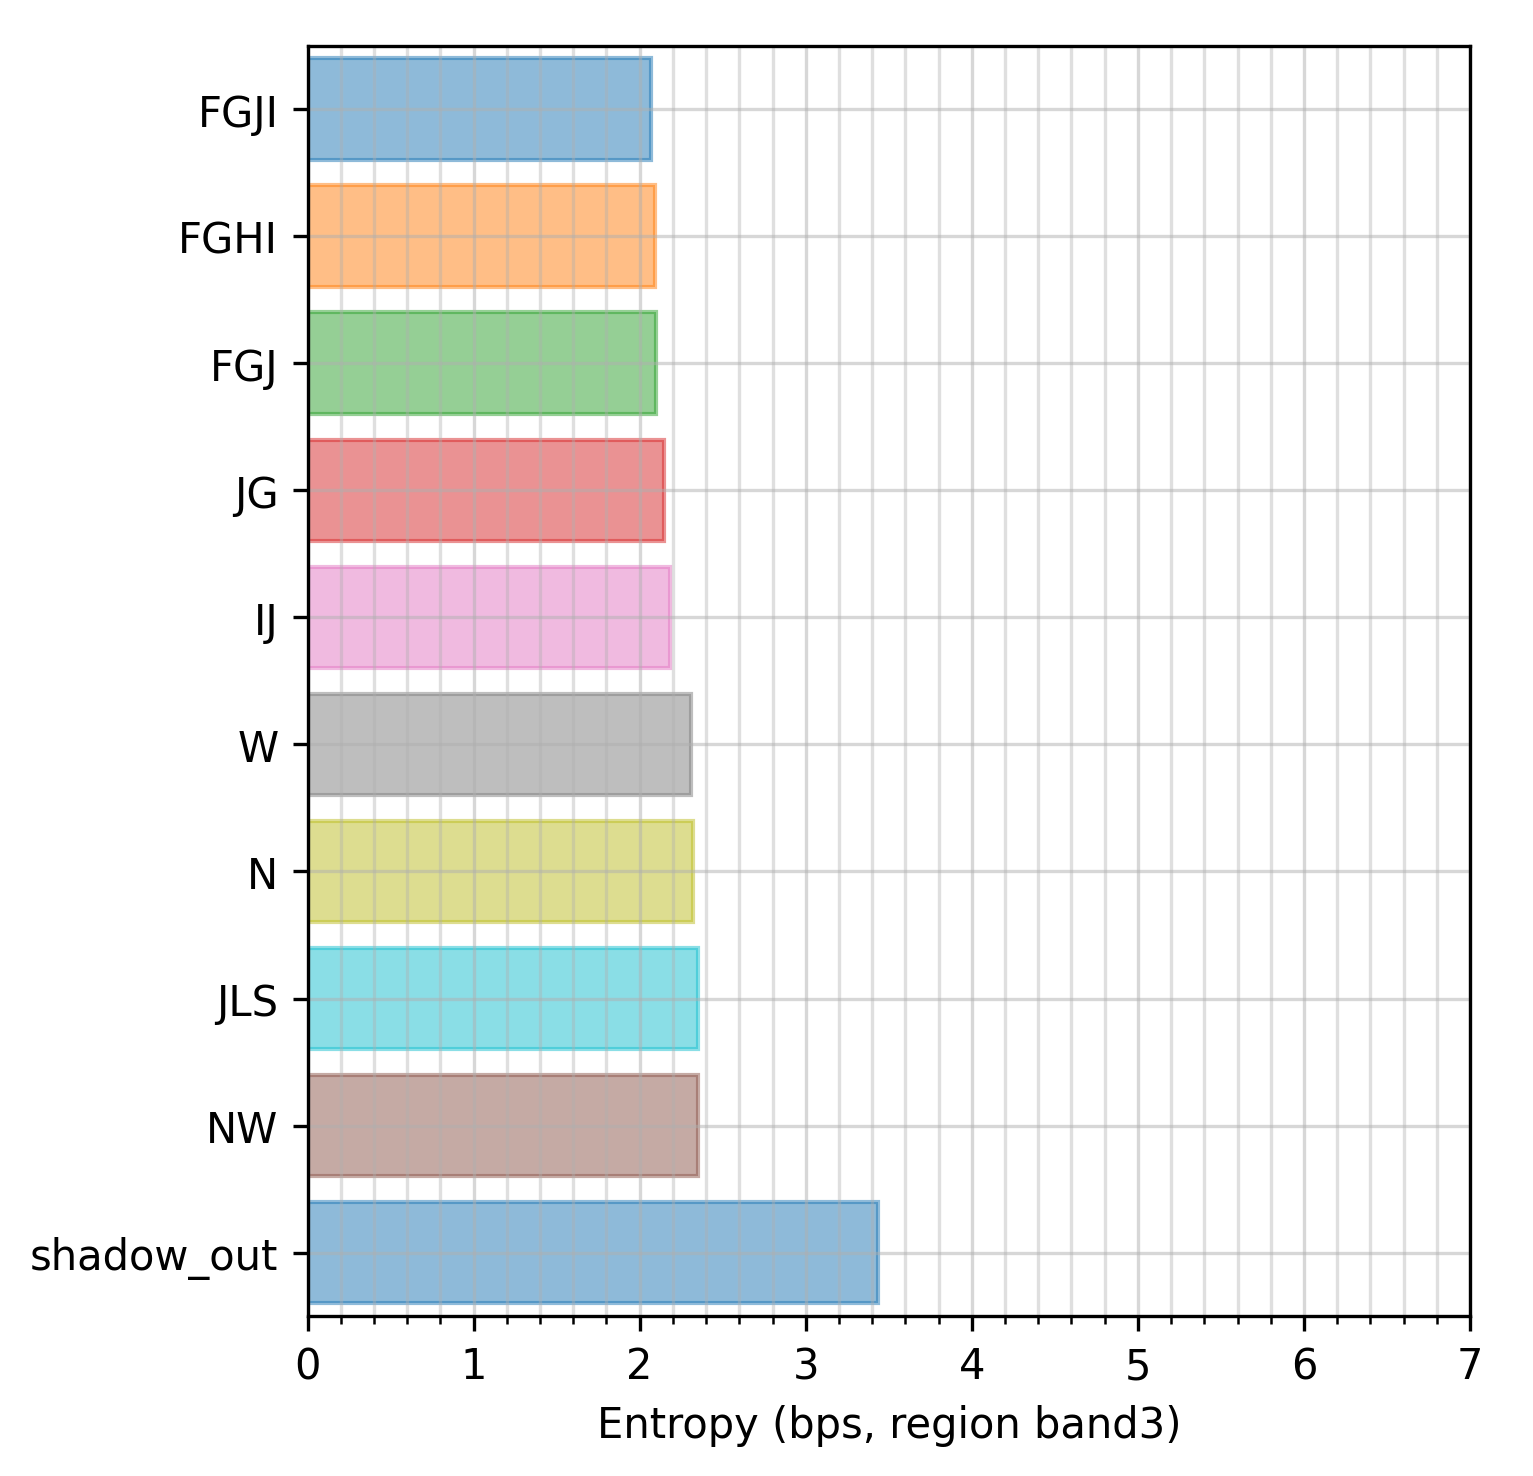 FGJI
FGHI
FGJ
JG
IJ
W
N
JLS
NW
shadow_out
0 1 2 3 4 5 6 7
Entropy (bps, region band3)